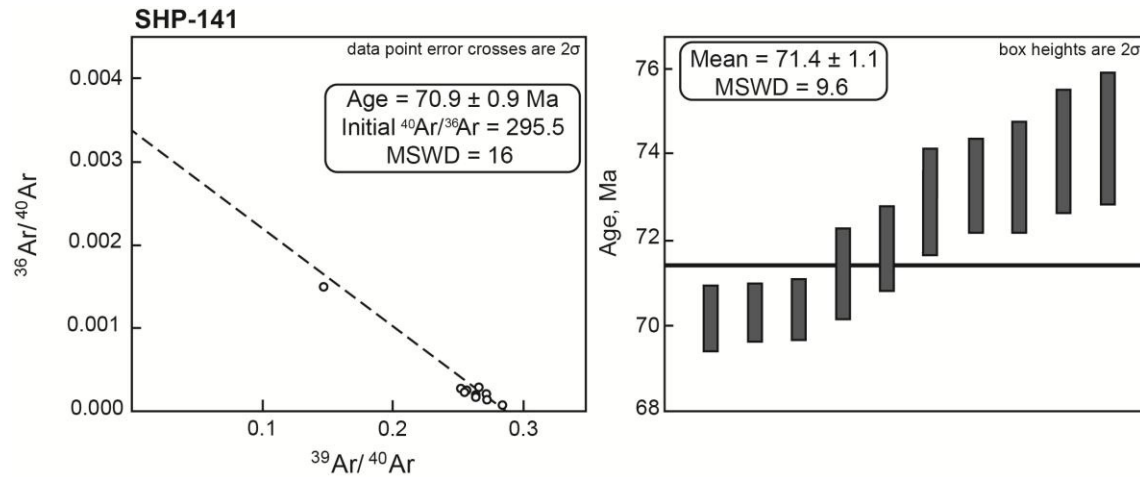 SHP-141
data point error crosses are 2σ
Age = 70.9 ± 0.9 Ma
Initial ⁴⁰Ar/³⁶Ar = 295.5
MSWD = 16
0.004
0.003
0.002
0.001
0.000
³⁶Ar/⁴⁰Ar
0.1
0.2
0.3
³⁹Ar/ ⁴⁰Ar
box heights are 2σ
Mean = 71.4 ± 1.1
MSWD = 9.6
76
74
72
70
68
Age, Ma